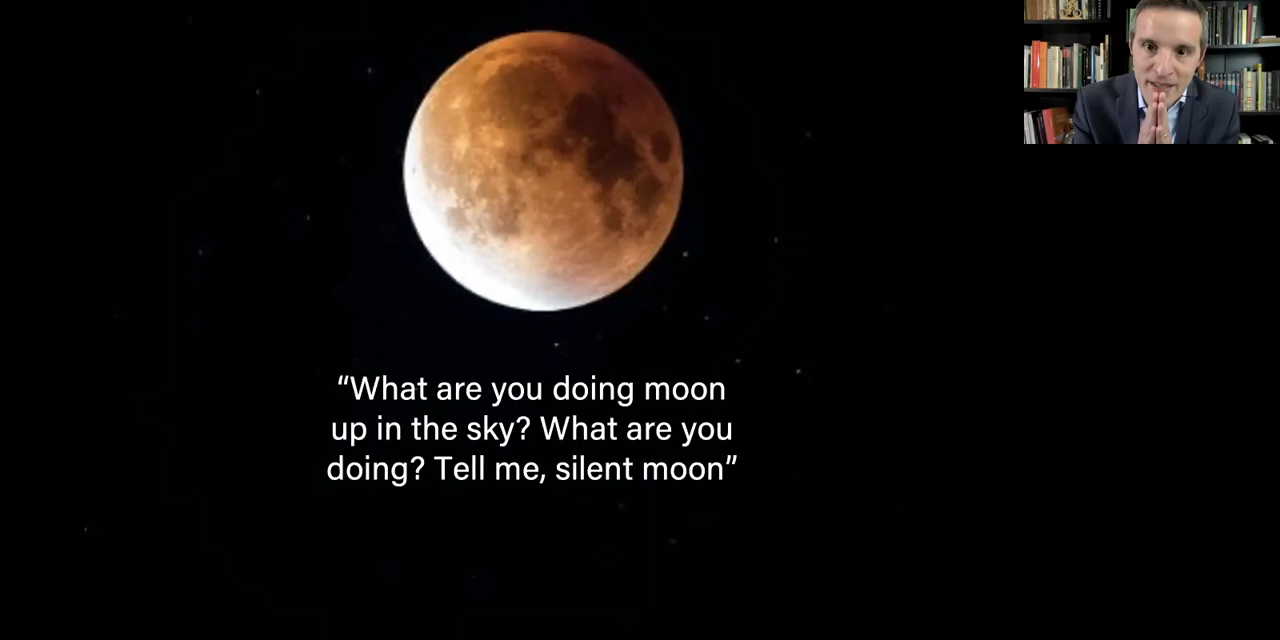 “What are you doing moon
up in the sky? What are you
doing? Tell me, silent moon”